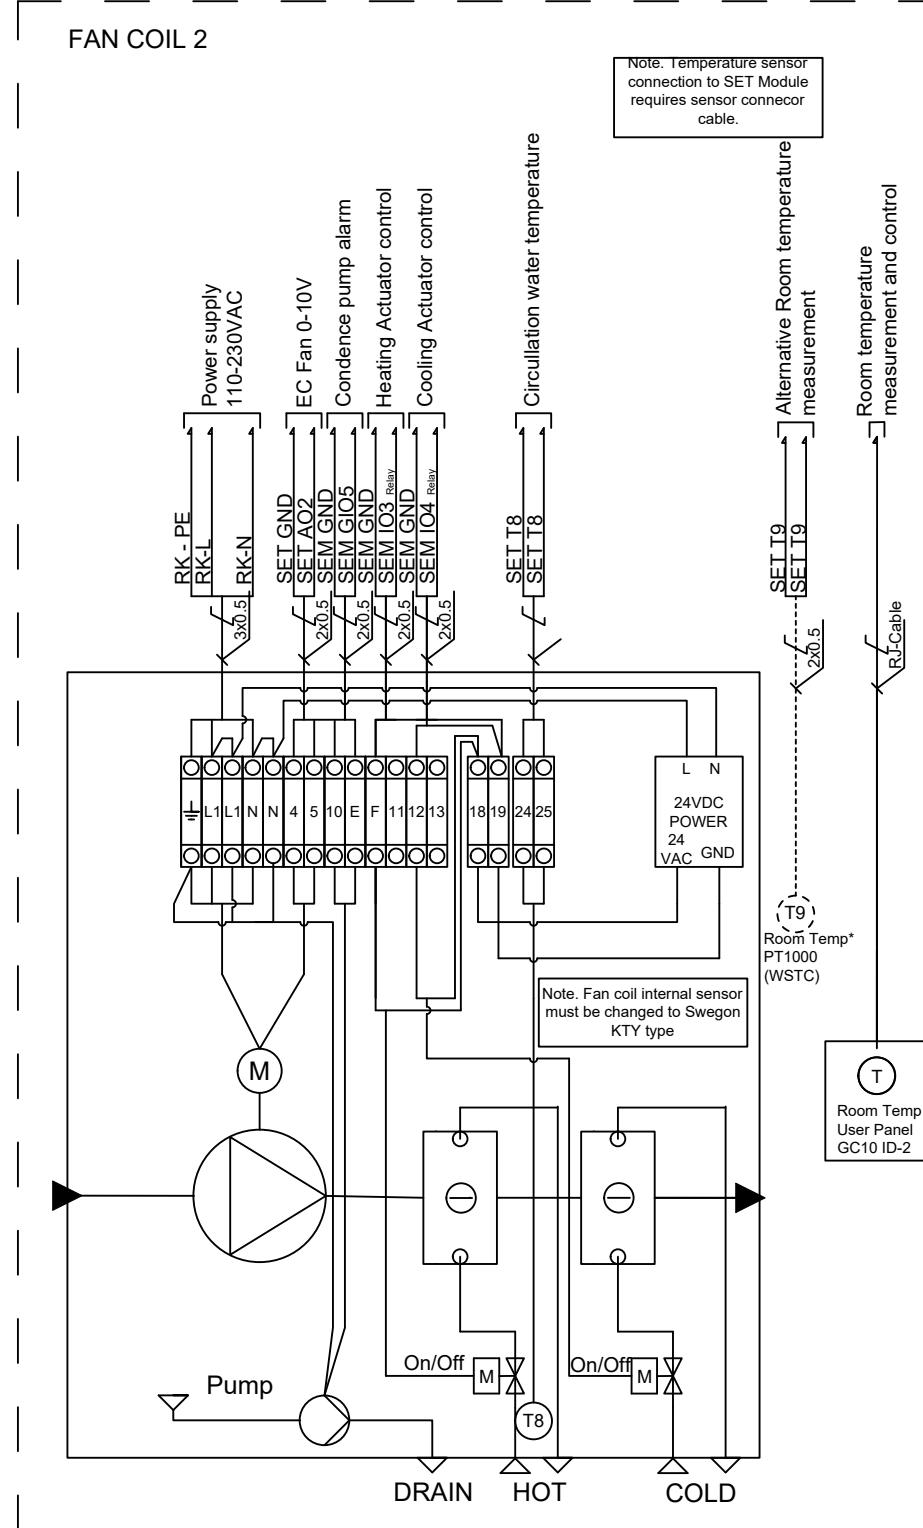 FAN COIL 2
Note. Temperature sensor
connection to SET Module
requires sensor connecor
cable.
Power supply
110-230VAC
EC Fan 0-10V
Condence pump alarm
Heating Actuator control
Cooling Actuator control
Circullation water temperature
Alternative Room temperature
measurement
Room temperature
measurement and control
RK - PE
RK-L
RK-N
SET GND
SET AO2
SEM GND
SEM GIO5
SEM GND
SEM IO3 Relay
SEM GND
SEM IO4 Relay
SET T8
SET T8
SET T9
SET T9
3x0.5
2x0.5
2x0.5
2x0.5
2x0.5
2x0.5
RJ-Cable
L1 L1 N N 4 5 10 E F 11 12 13 18 19 24 25
L N
24VDC
POWER
24
VAC GND
T9
Room Temp*
PT1000
(WSTC)
Note. Fan coil internal sensor
must be changed to Swegon
KTY type
M
T
Room Temp
User Panel
GC10 ID-2
On/Off M
On/Off M
Pump
T8
DRAIN HOT COLD